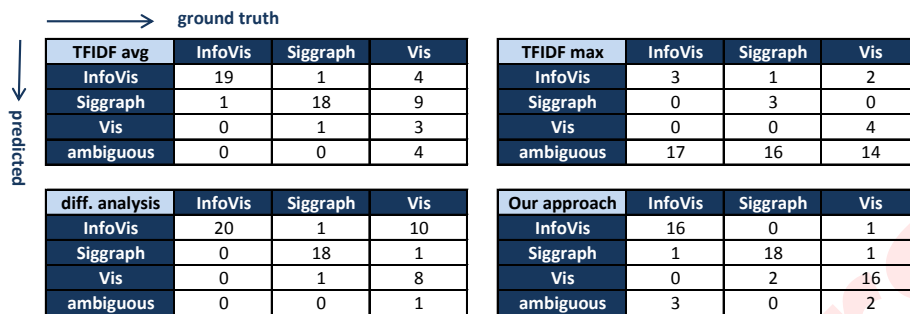 ground truth
predicted
TFIDF avg InfoVis Siggraph Vis
InfoVis 19 1 4
Siggraph 1 18 9
Vis 0 1 3
ambiguous 0 0 4
TFIDF max InfoVis Siggraph Vis
InfoVis 3 1 2
Siggraph 0 3 0
Vis 0 0 4
ambiguous 17 16 14
diff. analysis InfoVis Siggraph Vis
InfoVis 20 1 10
Siggraph 0 18 1
Vis 0 1 8
ambiguous 0 0 1
Our approach InfoVis Siggraph Vis
InfoVis 16 0 1
Siggraph 1 18 1
Vis 0 2 16
ambiguous 3 0 2